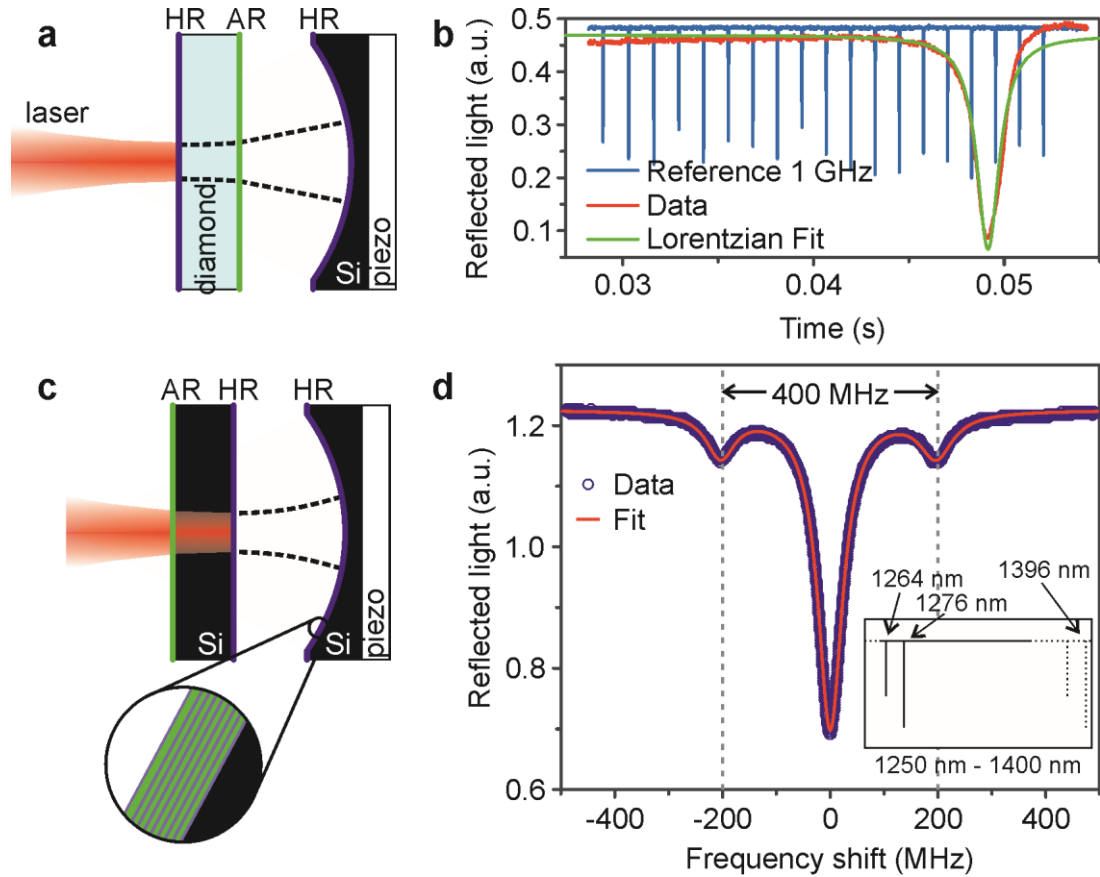 a
HR AR HR
laser
diamond
Si
piezo
b
Reflected light (a.u.)
0.5
0.4
0.3
0.2
0.1
Reference 1 GHz
Data
Lorentzian Fit
0.03 0.04 0.05
Time (s)
c
AR HR HR
Si
Si
piezo
d
Reflected light (a.u.)
1.2
1.0
0.8
0.6
400 MHz
Data
Fit
1264 nm
1276 nm
1396 nm
1250 nm - 1400 nm
-400 -200 0 200 400
Frequency shift (MHz)